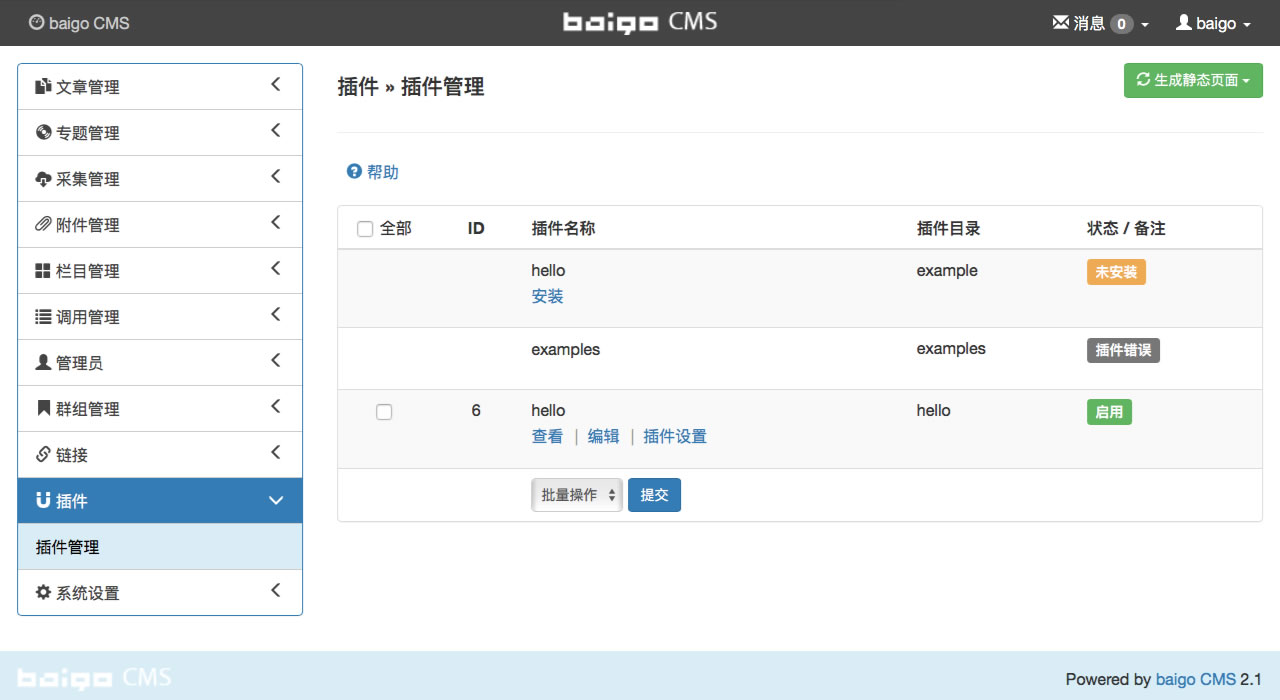 baigo CMS
baigo CMS
消息 0
baigo
文章管理
专题管理
采集管理
附件管理
栏目管理
调用管理
管理员
群组管理
链接
插件
插件管理
系统设置
插件 » 插件管理
生成静态页面
帮助
全部 ID 插件名称 插件目录 状态 / 备注
hello example 未安装
安装
examples examples 插件错误
6 hello hello 启用
查看 | 编辑 | 插件设置
批量操作 提交
baigo CMS
Powered by baigo CMS 2.1